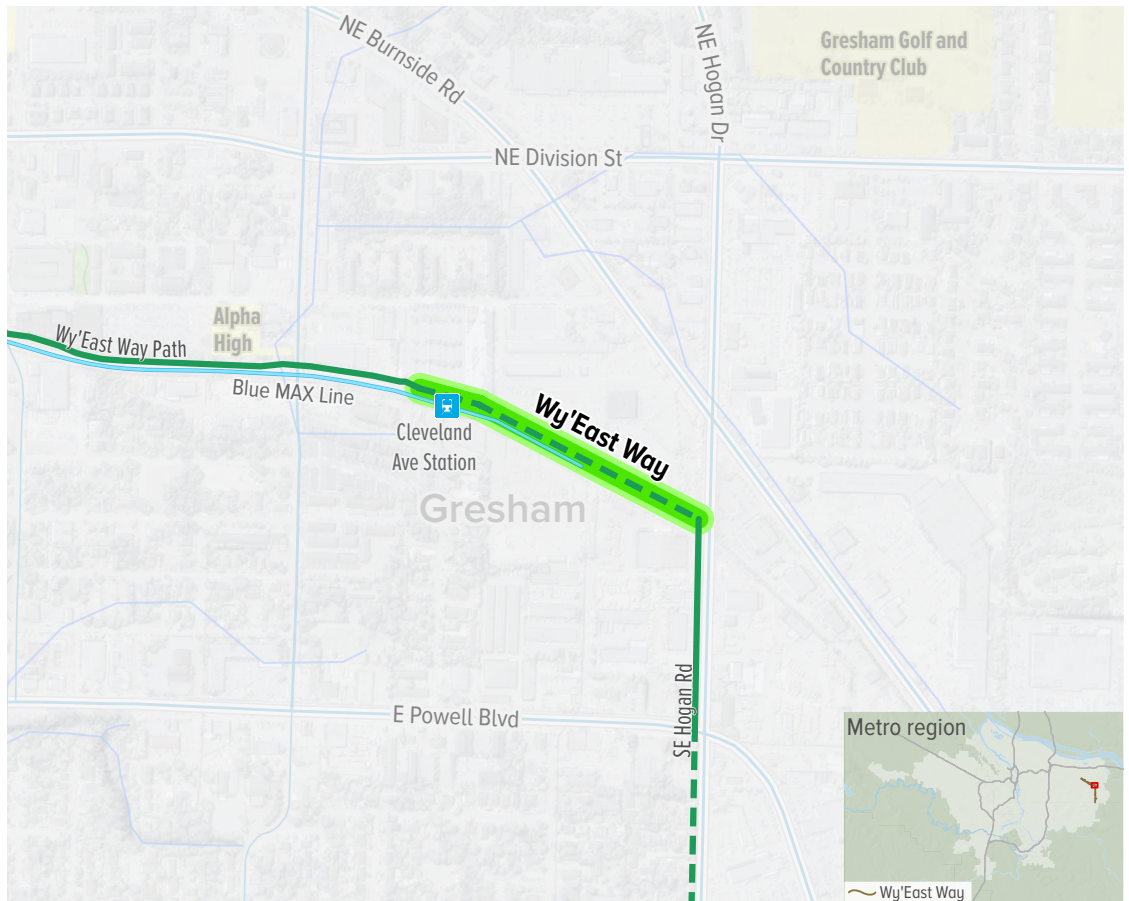 NE Burnside Rd
NE Hogan Dr
Gresham Golf and
Country Club
NE Division St
Alpha
High
Wy'East Way Path
Blue MAX Line
Wy'East Way
Cleveland
Ave Station
Gresham
SE Hogan Rd
E Powell Blvd
Metro region
Wy'East Way